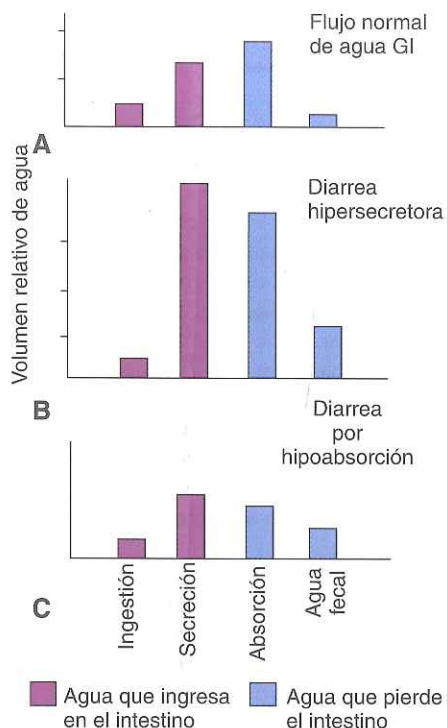 Flujo normal
de agua GI
A
Volumen relativo de agua
Diarrea
hipersecretora
B
Diarrea
por
hipoabsorción
C
Ingestión
Secreción
Absorción
Agua
fecal
Agua que ingresa
en el intestino
Agua que pierde
el intestino